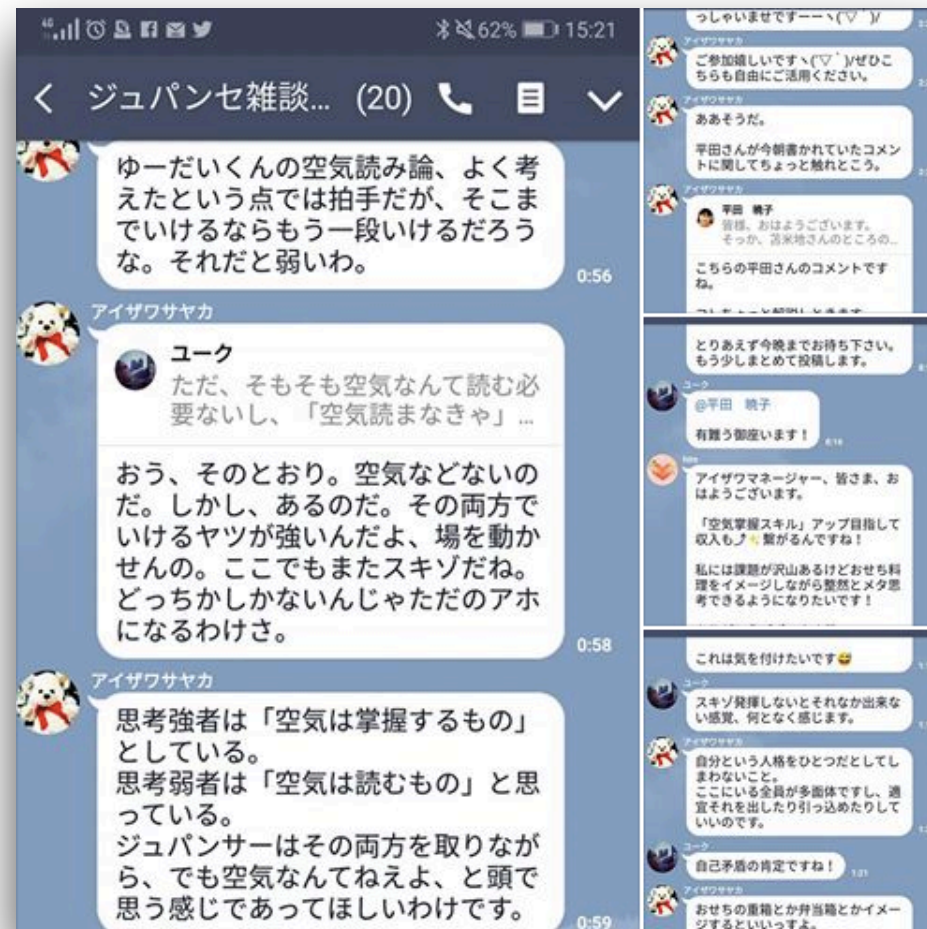 46
62%
15:21
ジュパンセ雑談... (20)
ゆーだいくんの空気読み論、よく考
えたという点では拍手だが、そこま
でいけるならもう一段いけるだろう
な。それだと弱いわ。
0:56
アイザワサヤカ
ユーク
ただ、そもそも空気なんて読む必
要ないし、「空気読まなきゃ」...
おう、そのとおり。空気などないの
だ。しかし、あるのだ。その両方で
いけるヤツが強いんだよ、場を動か
せんの。ここでもまたスキゾだね。
どっちかしかないんじゃただのアホ
になるわけさ。
0:58
アイザワサヤカ
思考強者は「空気は掌握するもの」
としている。
思考弱者は「空気は読むもの」と思
っている。
ジュパンサーはその両方を取りなが
ら、でも空気なんてねえよ、と頭で
思う感じであってほしいわけです。
0:59
っしゃいませですーーヽ(▽｀)/
アイザワサヤカ
ご参加嬉しいですヽ('▽｀)/ぜひこ
ちらも自由にご活用ください。
アイザワサヤカ
ああそうだ。
平田さんが今朝書かれていたコメン
トに関してちょっと触れとこう。
アイザワサヤカ
平田 暁子
皆様、おはようございます。
そっか、苫米地さんのところの...
こちらの平田さんのコメントです
ね。
とりあえず今晩までお待ち下さい。
もう少しまとめて投稿します。
ユーク
@平田 暁子
有難う御座います！
6:16
アイザワマネージャー、皆さま、お
はようございます。
「空気掌握スキル」アップ目指して
収入も⤴繋がるんですね！
私には課題が沢山あるけどおせち料
理をイメージしながら整然とメタ思
考できるようになりたいです！
これは気を付けたいです😅
ユーク
スキゾ発揮しないとそれなか出来な
い感覚、何となく感じます。
アイザワサヤカ
自分という人格をひとつだとしてし
まわないこと。
ここにいる全員が多面体ですし、適
宜それを出したり引っ込めたりして
いいのです。
ユーク
自己矛盾の肯定ですね！
1:21
アイザワサヤカ
おせちの重箱とか弁当箱とかイメー
ジするといいっすよ。